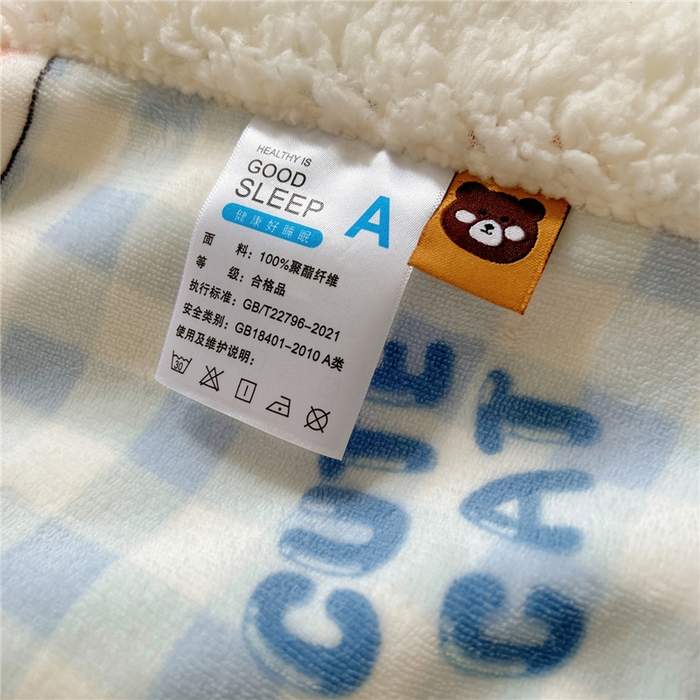 HEALTHY IS
GOOD
SLEEP
A
健康好睡眠
面 料：100%聚酯纤维
等 级：合格品
执行标准：GB/T22796-2021
安全类别：GB18401-2010 A类
使用及维护说明：
30
CUTE
CAT